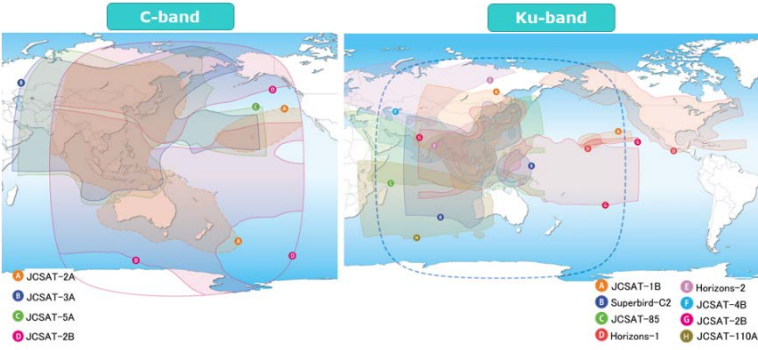 C-band
Ku-band
B
D
C
A
A
D
D
E
A
F
C
E
A
D
G
D
B
C
G
B
H
A JCSAT-2A
B JCSAT-3A
C JCSAT-5A
D JCSAT-2B
A JCSAT-1B
B Superbird-C2
C JCSAT-85
D Horizons-1
E Horizons-2
F JCSAT-4B
G JCSAT-2B
H JCSAT-110A